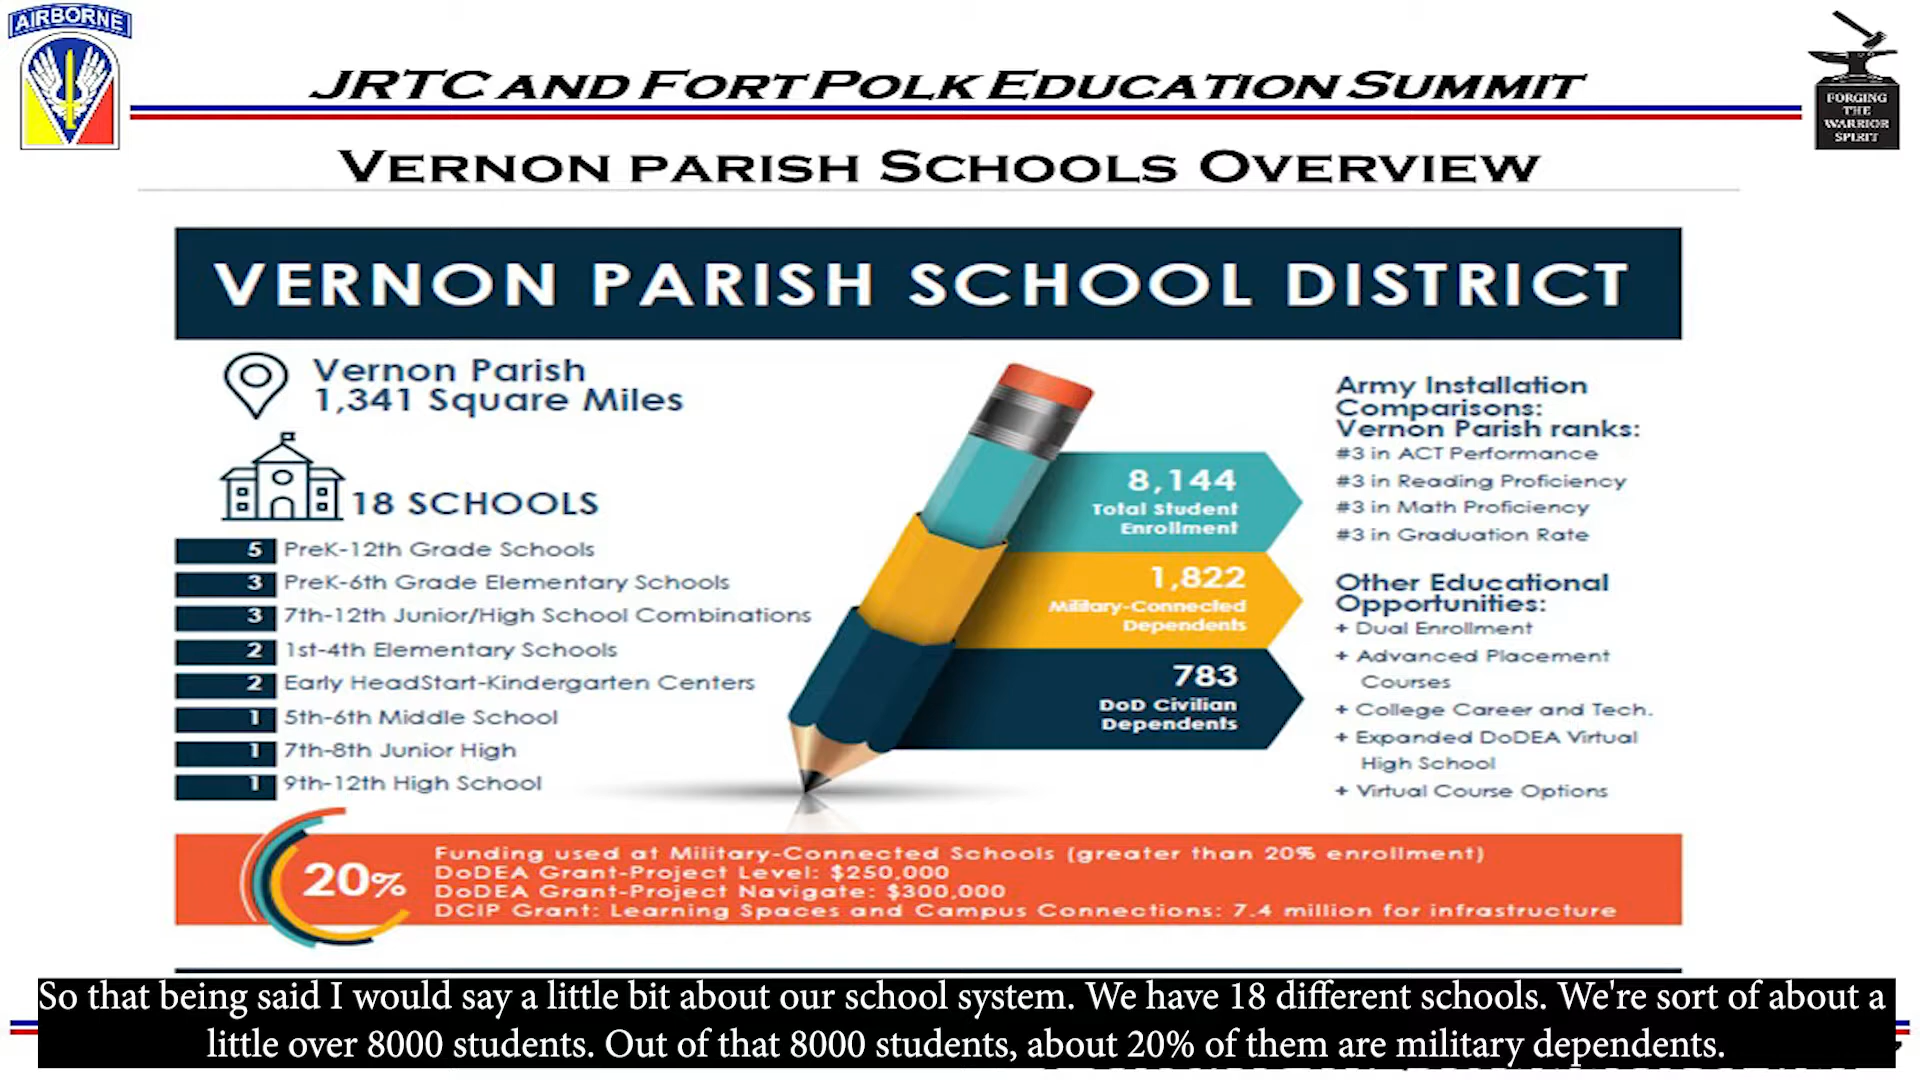 AIRBORNE
JRTC AND FORT POLK EDUCATION SUMMIT
FORGING
THE
WARRIOR
SPIRIT
VERNON PARISH SCHOOLS OVERVIEW
VERNON PARISH SCHOOL DISTRICT
Vernon Parish
1,341 Square Miles
18 SCHOOLS
5 PreK-12th Grade Schools
3 PreK-6th Grade Elementary Schools
3 7th-12th Junior/High School Combinations
2 1st-4th Elementary Schools
2 Early HeadStart-Kindergarten Centers
1 5th-6th Middle School
1 7th-8th Junior High
1 9th-12th High School
8,144
Total Student
Enrollment
1,822
Military-Connected
Dependents
783
DoD Civilian
Dependents
Army Installation
Comparisons:
Vernon Parish ranks:
#3 in ACT Performance
#3 in Reading Proficiency
#3 in Math Proficiency
#3 in Graduation Rate
Other Educational
Opportunities:
+ Dual Enrollment
+ Advanced Placement
Courses
+ College Career and Tech.
+ Expanded DoDEA Virtual
High School
+ Virtual Course Options
20%
Funding used at Military-Connected Schools (greater than 20% enrollment)
DoDEA Grant-Project Level: $250,000
DoDEA Grant-Project Navigate: $300,000
DCIP Grant: Learning Spaces and Campus Connections: 7.4 million for infrastructure
So that being said I would say a little bit about our school system. We have 18 different schools. We're sort of about a
little over 8000 students. Out of that 8000 students, about 20% of them are military dependents.